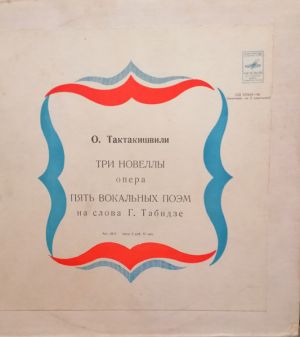 О. Тактакишвили
ТРИ НОВЕЛЛЫ
опера
ПЯТЬ ВОКАЛЬНЫХ ПОЭМ
на слова Г. Табидзе